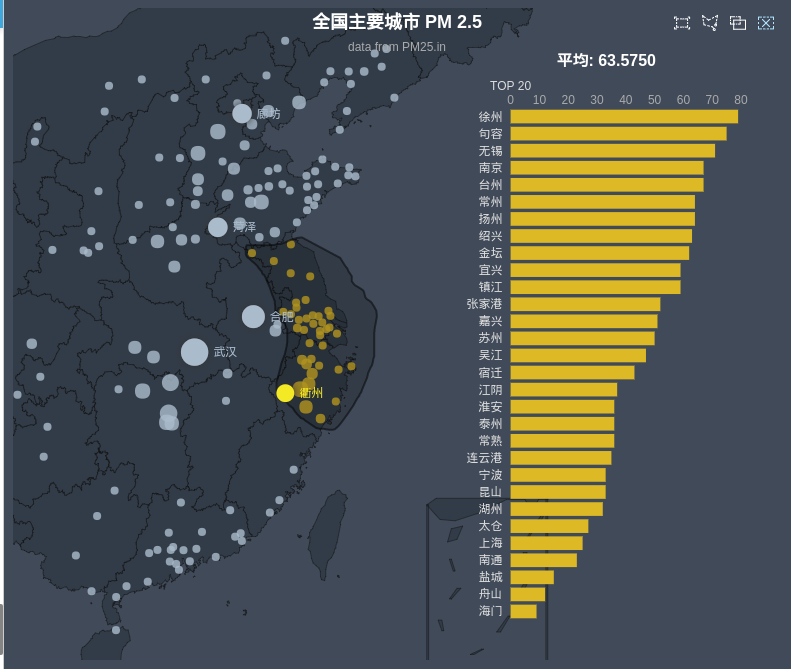 全国主要城市 PM 2.5
data from PM25.in
平均: 63.5750
TOP 20
0 10 20 30 40 50 60 70 80
徐州
句容
无锡
南京
台州
常州
扬州
绍兴
金坛
宜兴
镇江
张家港
嘉兴
苏州
吴江
宿迁
江阴
淮安
泰州
常熟
连云港
宁波
昆山
湖州
太仓
上海
南通
盐城
舟山
海门
廊坊
菏泽
合肥
武汉
衢州